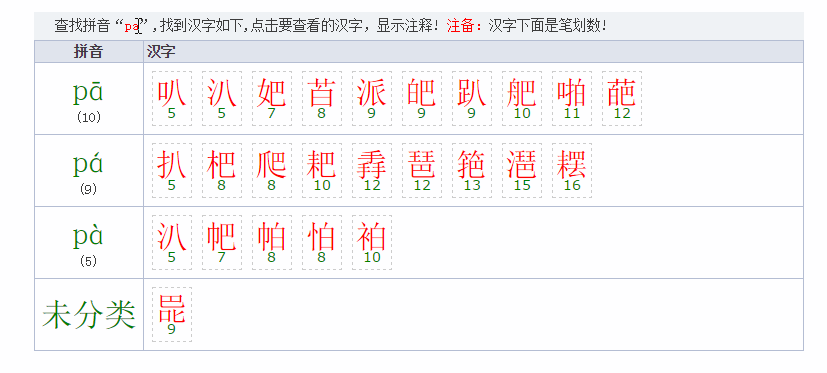 查找拼音“pa”,找到汉字如下,点击要查看的汉字，显示注释! 注备：汉字下面是笔划数!
拼音 汉字
pā 叭 汃 妑 苩 派 皅 趴 舥 啪 葩
(10) 5 5 7 8 9 9 9 10 11 12
pá 扒 杷 爬 耙 掱 琶 筢 潖
(9) 5 8 8 10 12 12 13 15 16
pà 汃 帊 帕 怕 袙
(5) 5 7 8 8 10
未分类
9